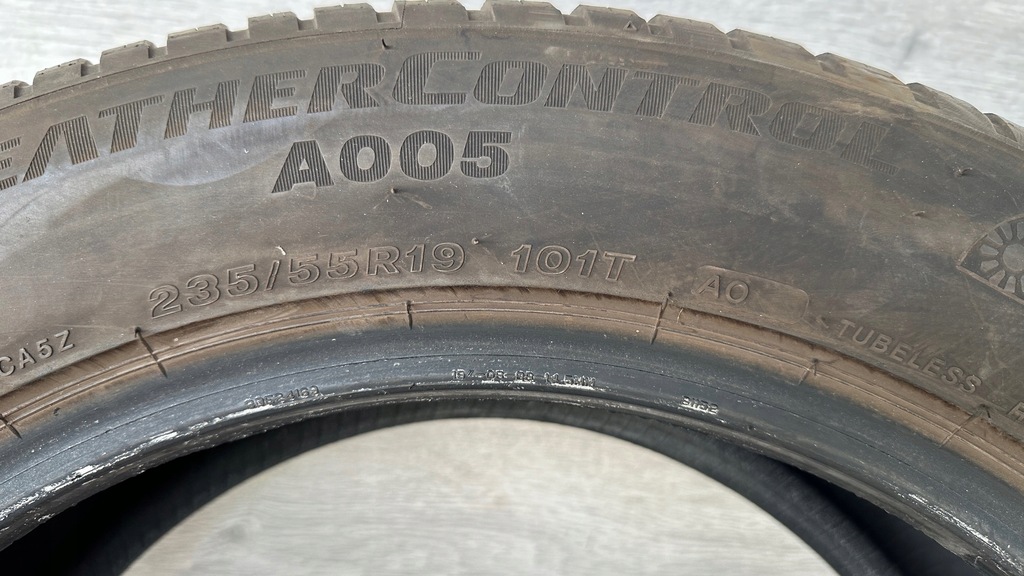 EATHERCONTROL
A005
235/55R19 101T AO TUBELESS
CA5Z